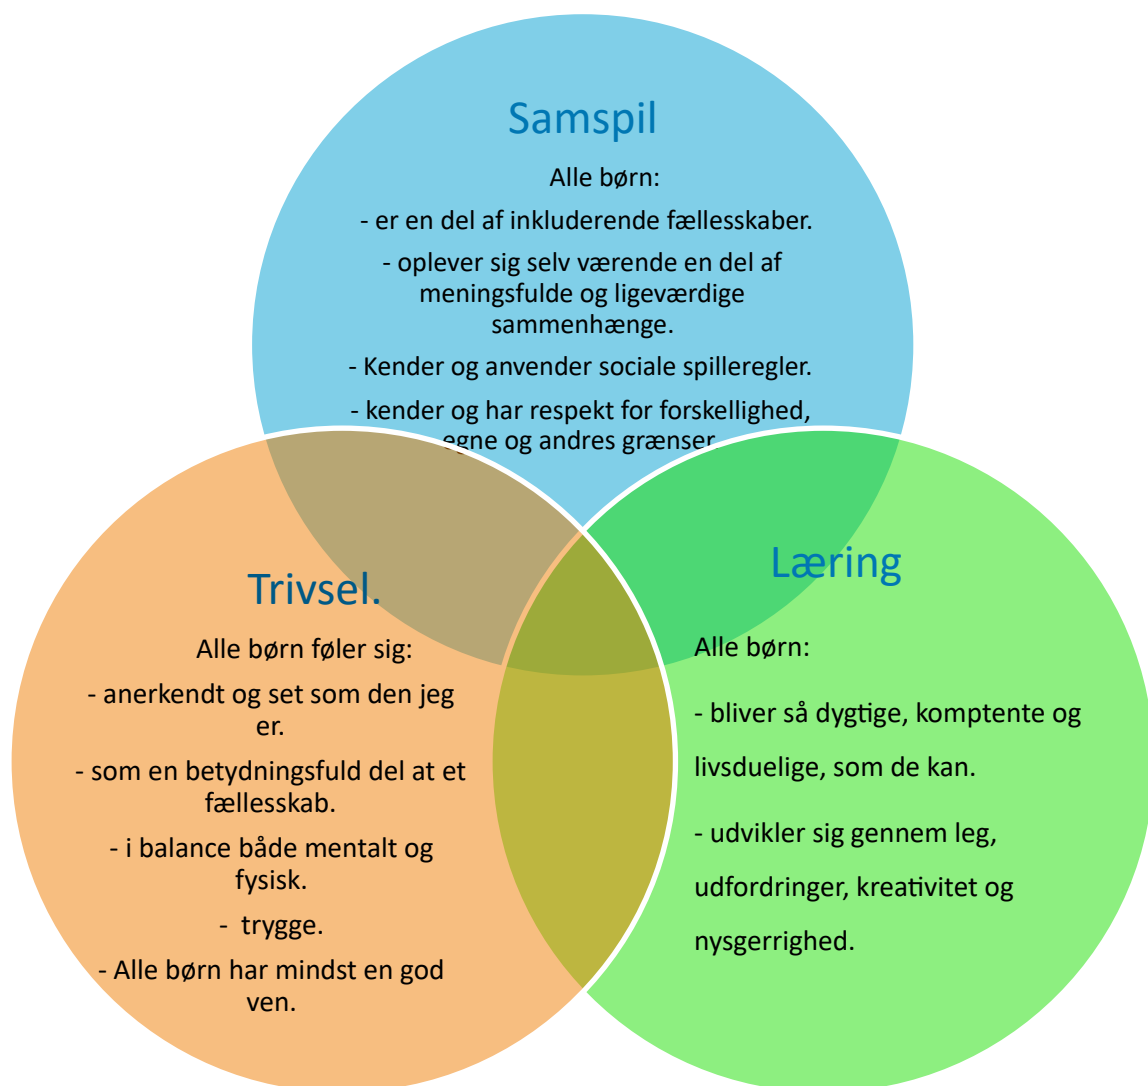 Samspil
Alle børn:
- er en del af inkluderende fællesskaber.
- oplever sig selv værende en del af
meningsfulde og ligeværdige
sammenhænge.
- Kender og anvender sociale spilleregler.
- kender og har respekt for forskellighed,
egne og andres grænser.
Trivsel.
Alle børn føler sig:
- anerkendt og set som den jeg
er.
- som en betydningsfuld del at et
fællesskab.
- i balance både mentalt og
fysisk.
- trygge.
- Alle børn har mindst en god
ven.
Læring
Alle børn:
- bliver så dygtige, komptente og
livsduelige, som de kan.
- udvikler sig gennem leg,
udfordringer, kreativitet og
nysgerrighed.